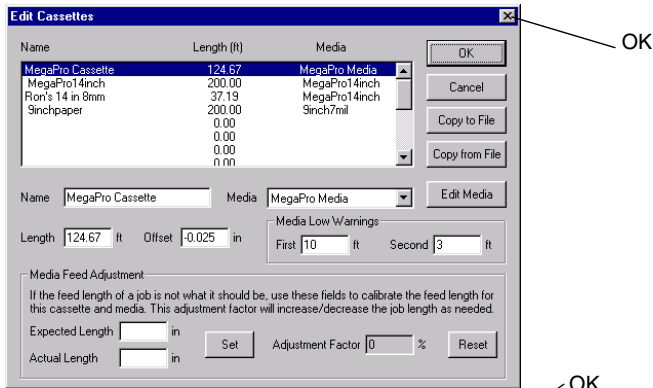 Edit Cassettes
OK
Name Length (ft) Media
MegaPro Cassette 124.67 MegaPro Media
MegaPro14inch 200.00 MegaPro14inch
Ron's 14 in 8mm 37.19 MegaPro14inch
9inchpaper 200.00 9inch7mil
0.00
0.00
0.00
0.00
OK
Cancel
Copy to File
Copy from File
Name MegaPro Cassette Media MegaPro Media Edit Media
Length 124.67 ft Offset -0.025 in
Media Low Warnings
First 10 ft Second 3 ft
Media Feed Adjustment
If the feed length of a job is not what it should be, use these fields to calibrate the feed length for
this cassette and media. This adjustment factor will increase/decrease the job length as needed.
Expected Length in
Actual Length in
Set Adjustment Factor 0 % Reset
OK